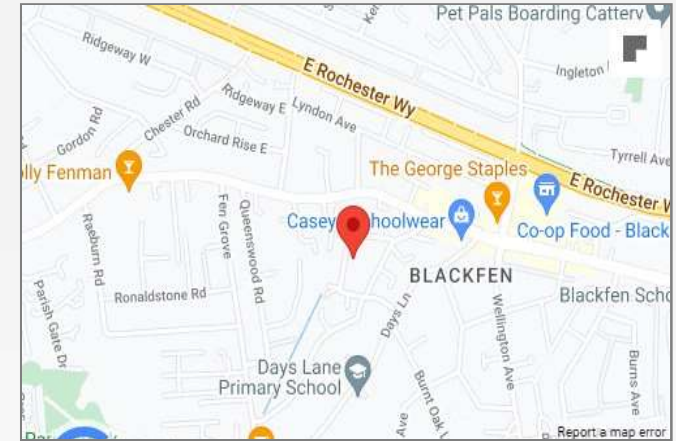 Pet Pals Boarding Cattery
Ridgeway W
E Rochester Wy
Ingleton
Ridgeway E
Lyndon Ave
Gordon Rd
Chester Rd
Orchard Rise E
Tyrrell Ave
lly Fenman
The George Staples
E Rochester W
Casey
hoolwear
Co-op Food - Black
Raeburn Rd
Fen Grove
Queenswood Rd
BLACKFEN
Ronaldstone Rd
Blackfen Scho
Parish Gate Dr
Days Ln
Wellington Ave
Days Lane
Primary School
Burnt Oak L
Burns Ave
Ave
Report a map error